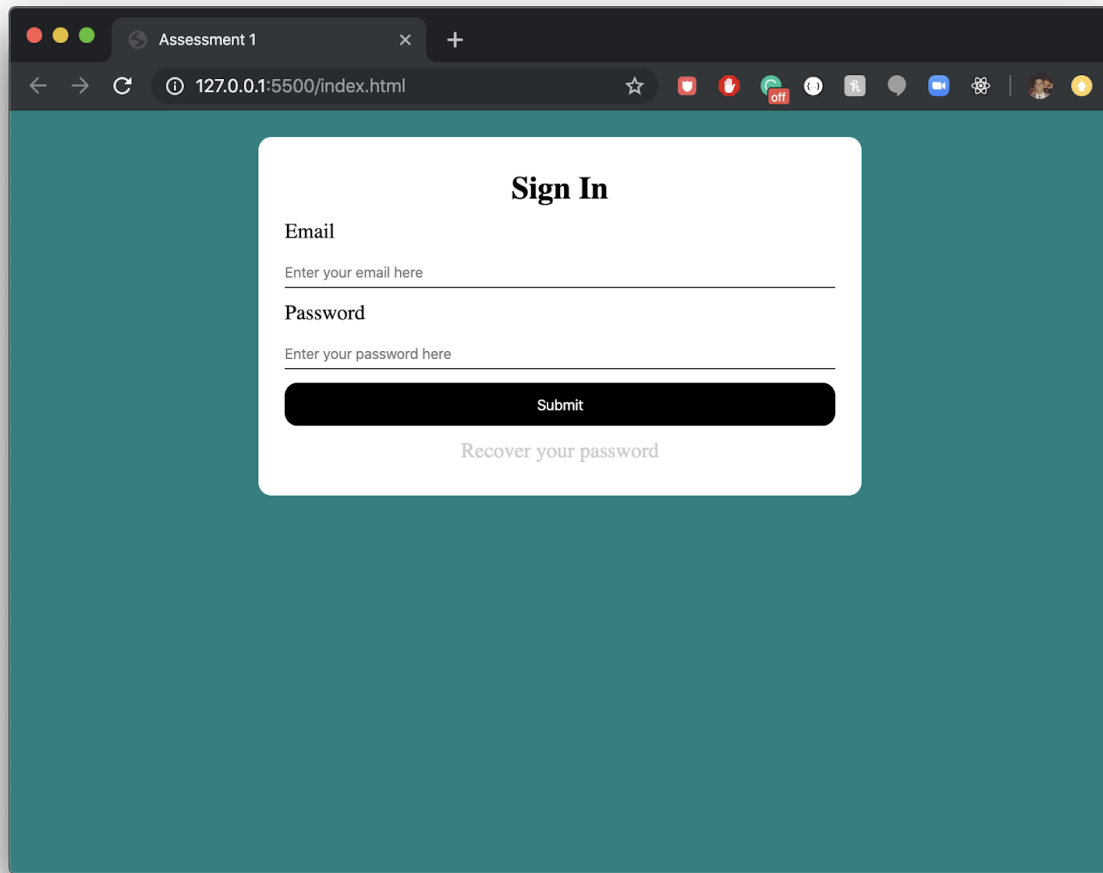 Assessment 1
127.0.0.1:5500/index.html
off
Sign In
Email
Enter your email here
Password
Enter your password here
Submit
Recover your password